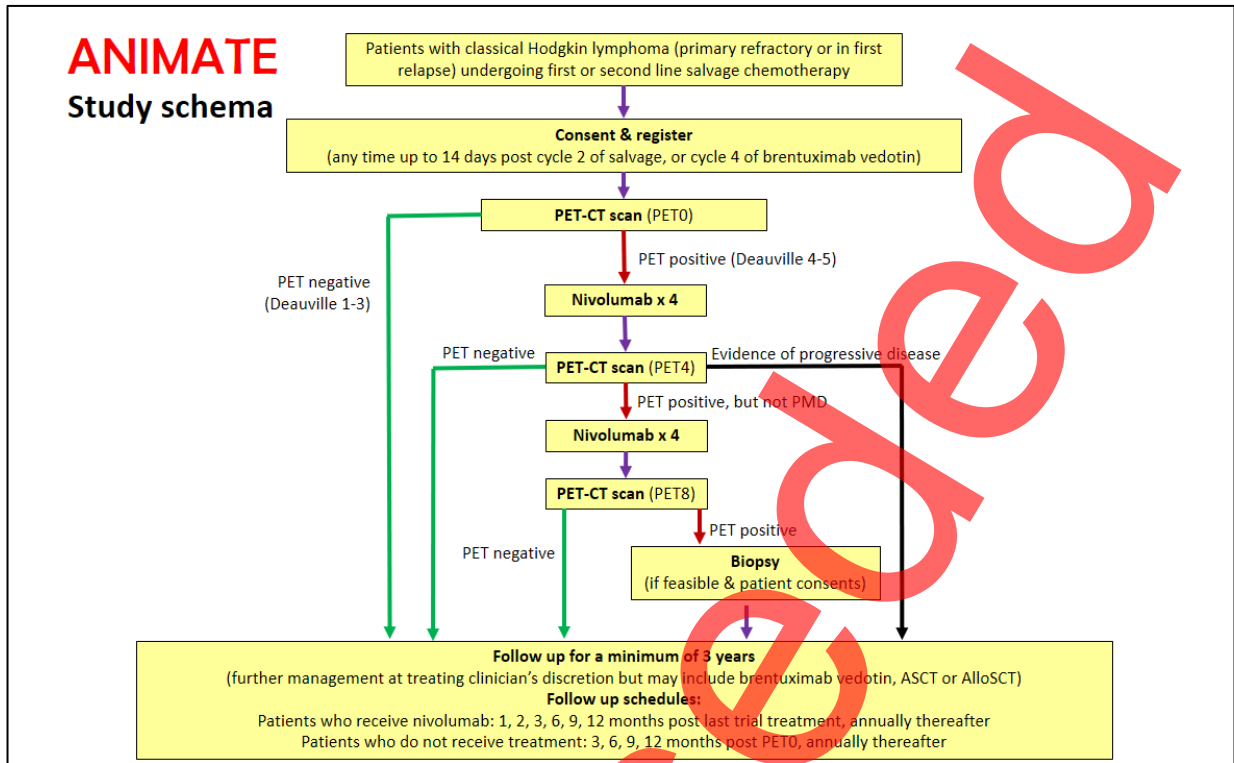 ANIMATE
Study schema
Patients with classical Hodgkin lymphoma (primary refractory or in first
relapse) undergoing first or second line salvage chemotherapy
Consent & register
(any time up to 14 days post cycle 2 of salvage, or cycle 4 of brentuximab vedotin)
PET-CT scan (PET0)
PET negative
(Deauville 1-3)
PET positive (Deauville 4-5)
Nivolumab x 4
PET negative
PET-CT scan (PET4)
Evidence of progressive disease
PET positive, but not PMD
Nivolumab x 4
PET-CT scan (PET8)
PET negative
PET positive
Biopsy
(if feasible & patient consents)
Follow up for a minimum of 3 years
(further management at treating clinician's discretion but may include brentuximab vedotin, ASCT or AlloSCT)
Follow up schedules:
Patients who receive nivolumab: 1, 2, 3, 6, 9, 12 months post last trial treatment, annually thereafter
Patients who do not receive treatment: 3, 6, 9, 12 months post PET0, annually thereafter